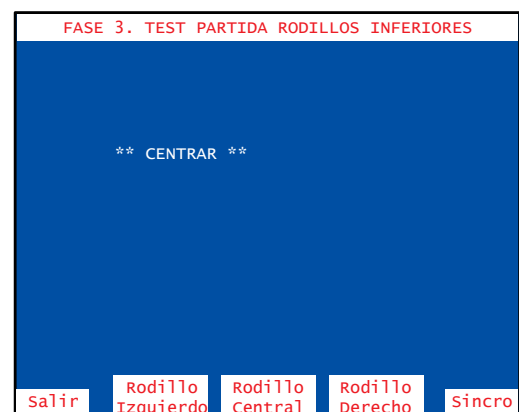 FASE 3. TEST PARTIDA RODILLOS INFERIORES
** CENTRAR **
Salir
Rodillo
Izquierdo
Rodillo
Central
Rodillo
Derecho
Sincro